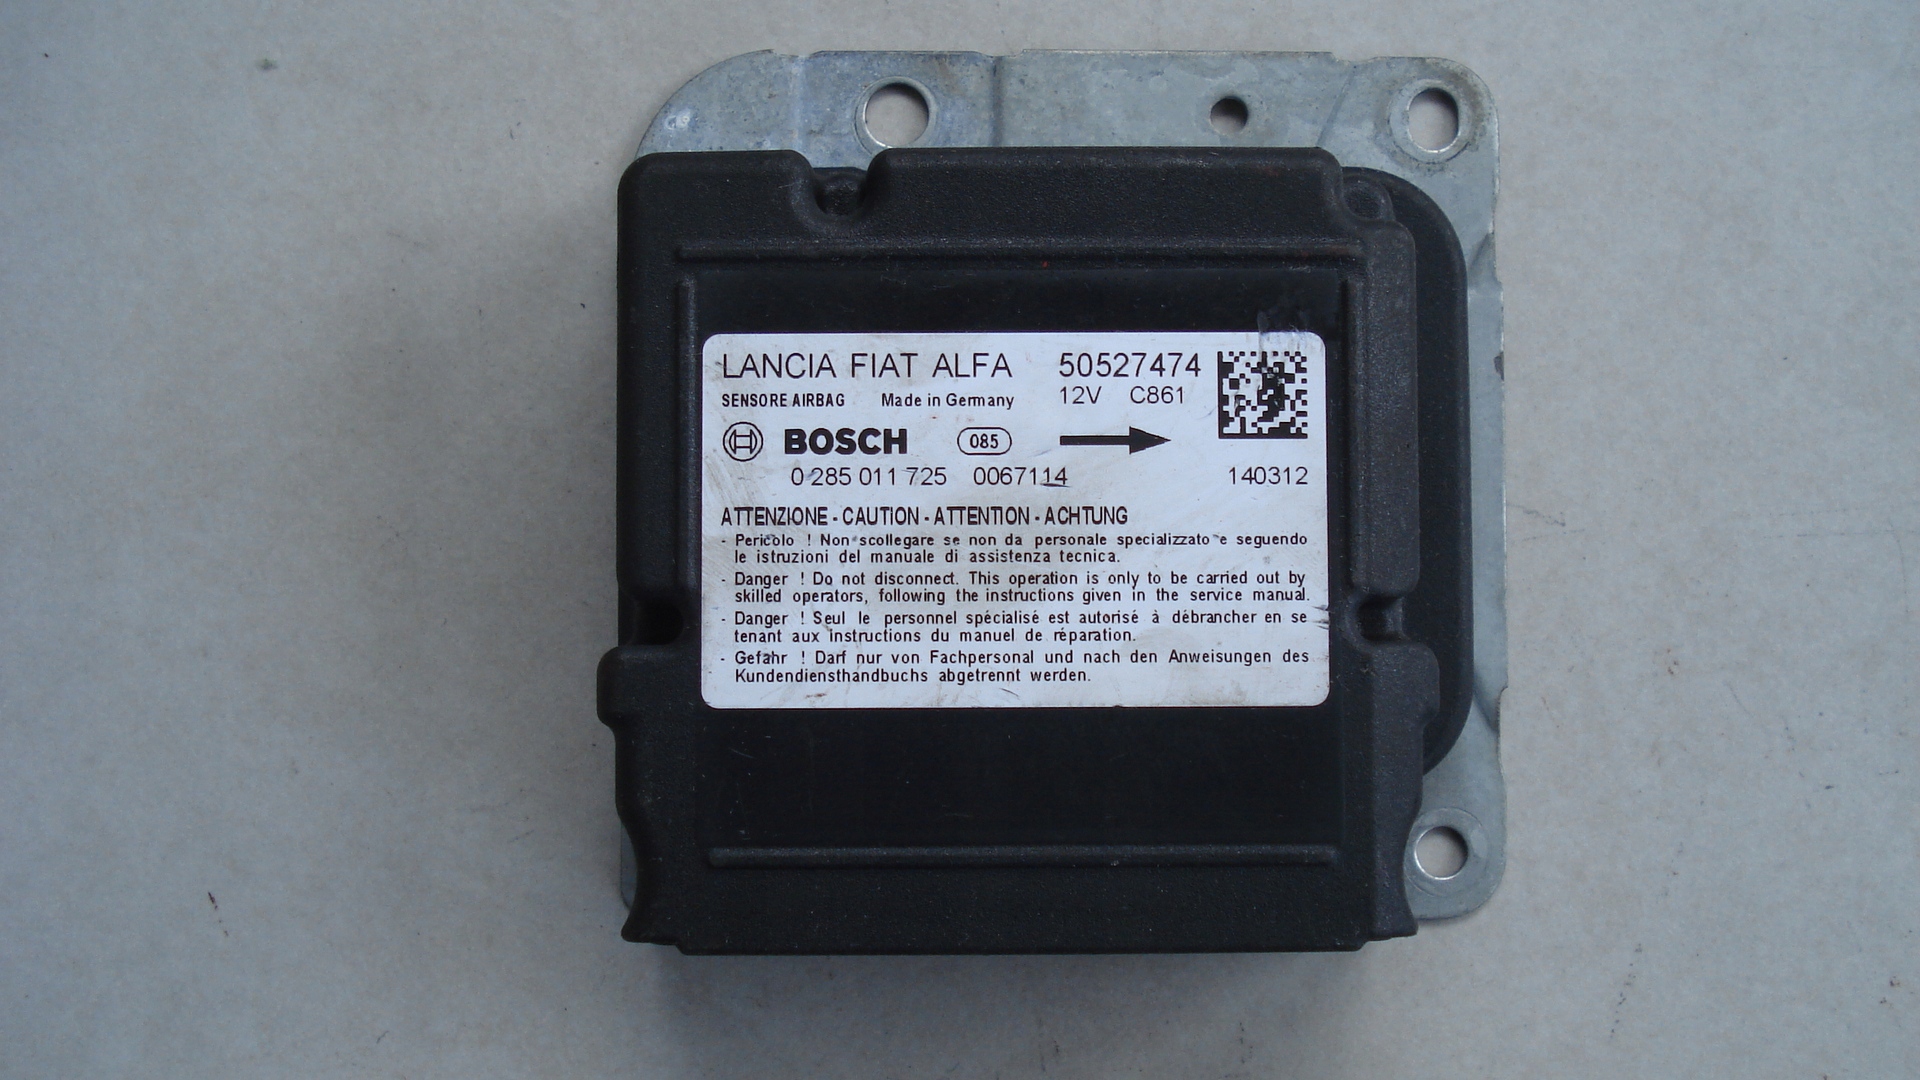 LANCIA FIAT ALFA 50527474
SENSORE AIRBAG Made in Germany 12V C861
BOSCH 085
0 285 011 725 0067114 140312
ATTENZIONE - CAUTION - ATTENTION - ACHTUNG
- Pericolo ! Non scollegare se non da personale specializzato e seguendo
le istruzioni del manuale di assistenza tecnica.
- Danger ! Do not disconnect. This operation is only to be carried out by
skilled operators, following the instructions given in the service manual.
- Danger ! Seul le personnel spécialisé est autorisé à débrancher en se
tenant aux instructions du manuel de réparation.
- Gefahr ! Darf nur von Fachpersonal und nach den Anweisungen des
Kundendiensthandbuchs abgetrennt werden.